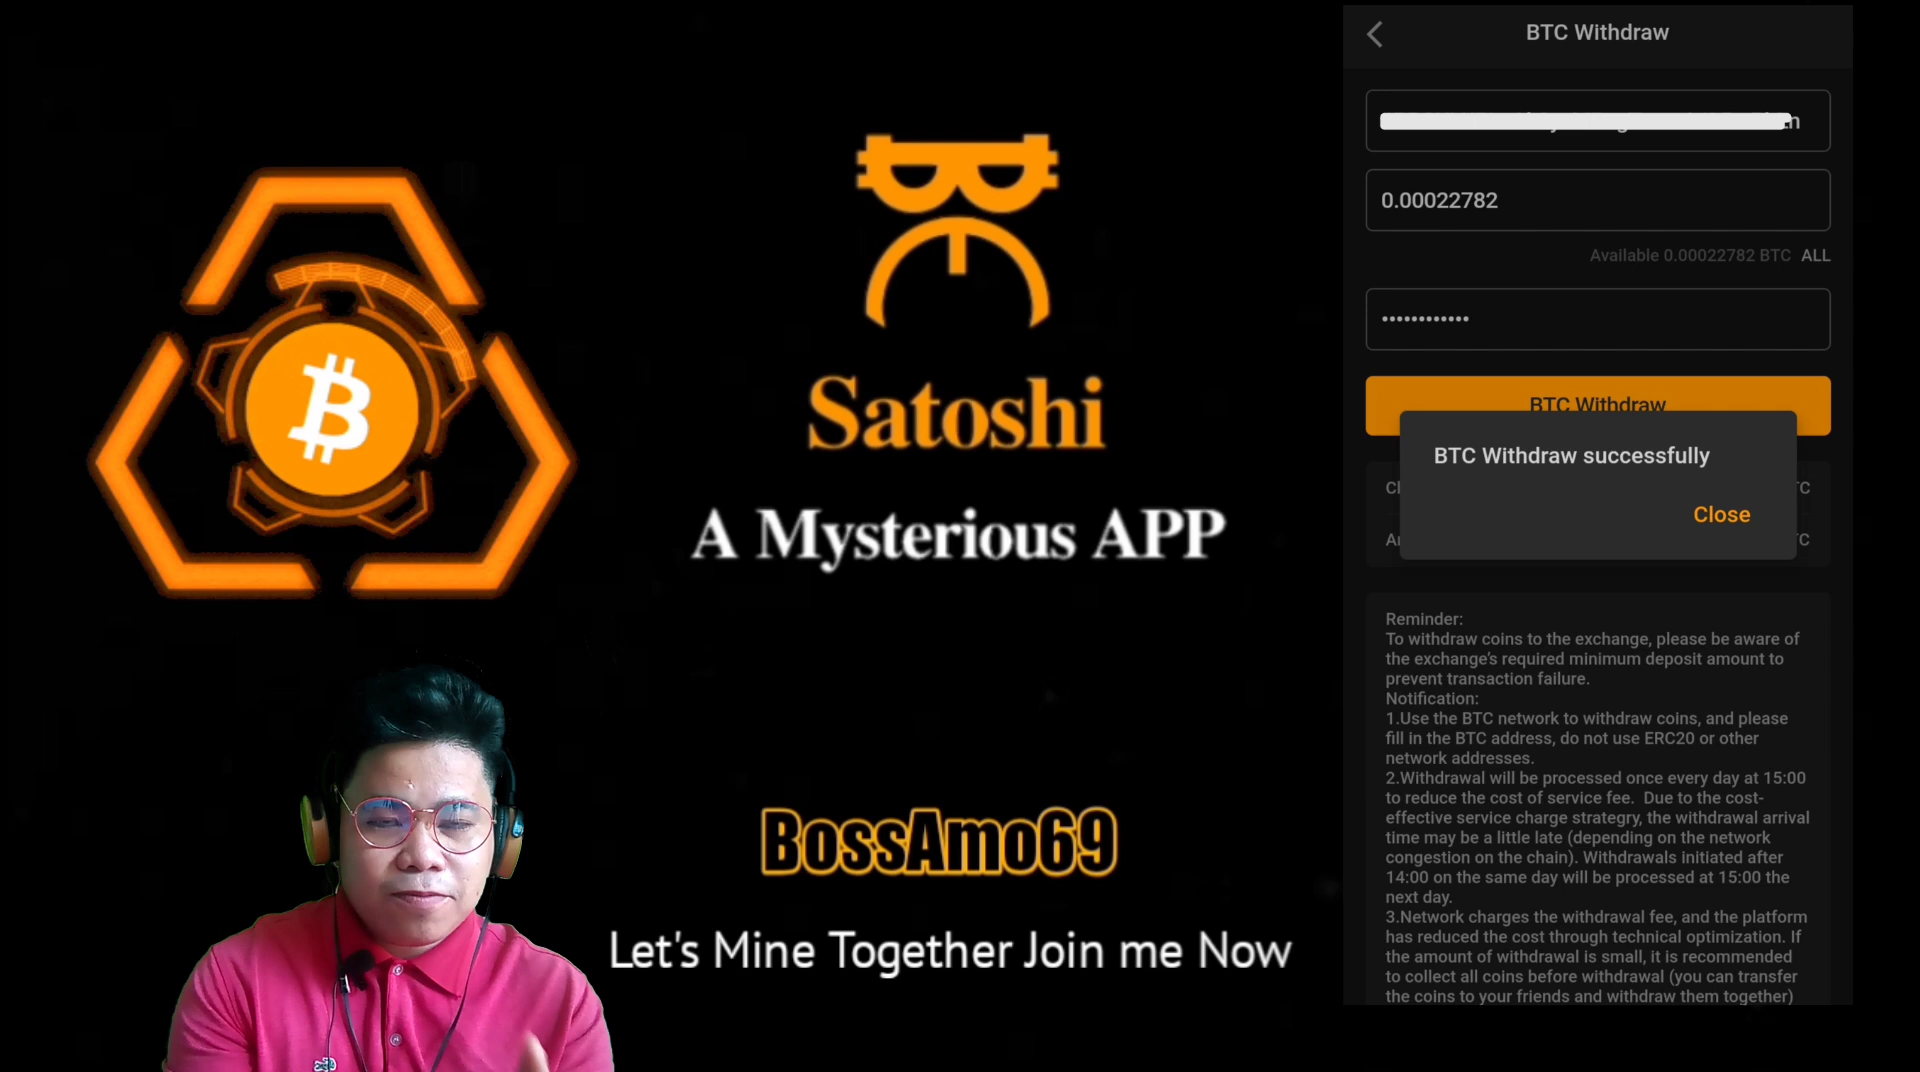 Satoshi
A Mysterious APP
BossAmo69
Let's Mine Together Join me Now
BTC Withdraw
0.00022782
Available 0.00022782 BTC ALL
••••••••••••
BTC Withdraw
BTC Withdraw successfully
Close
Reminder:
To withdraw coins to the exchange, please be aware of
the exchange's required minimum deposit amount to
prevent transaction failure.
Notification:
1.Use the BTC network to withdraw coins, and please
fill in the BTC address, do not use ERC20 or other
network addresses.
2.Withdrawal will be processed once every day at 15:00
to reduce the cost of service fee. Due to the cost-
effective service charge strategry, the withdrawal arrival
time may be a little late (depending on the network
congestion on the chain). Withdrawals initiated after
14:00 on the same day will be processed at 15:00 the
next day.
3.Network charges the withdrawal fee, and the platform
has reduced the cost through technical optimization. If
the amount of withdrawal is small, it is recommended
to collect all coins before withdrawal (you can transfer
the coins to your friends and withdraw them together)